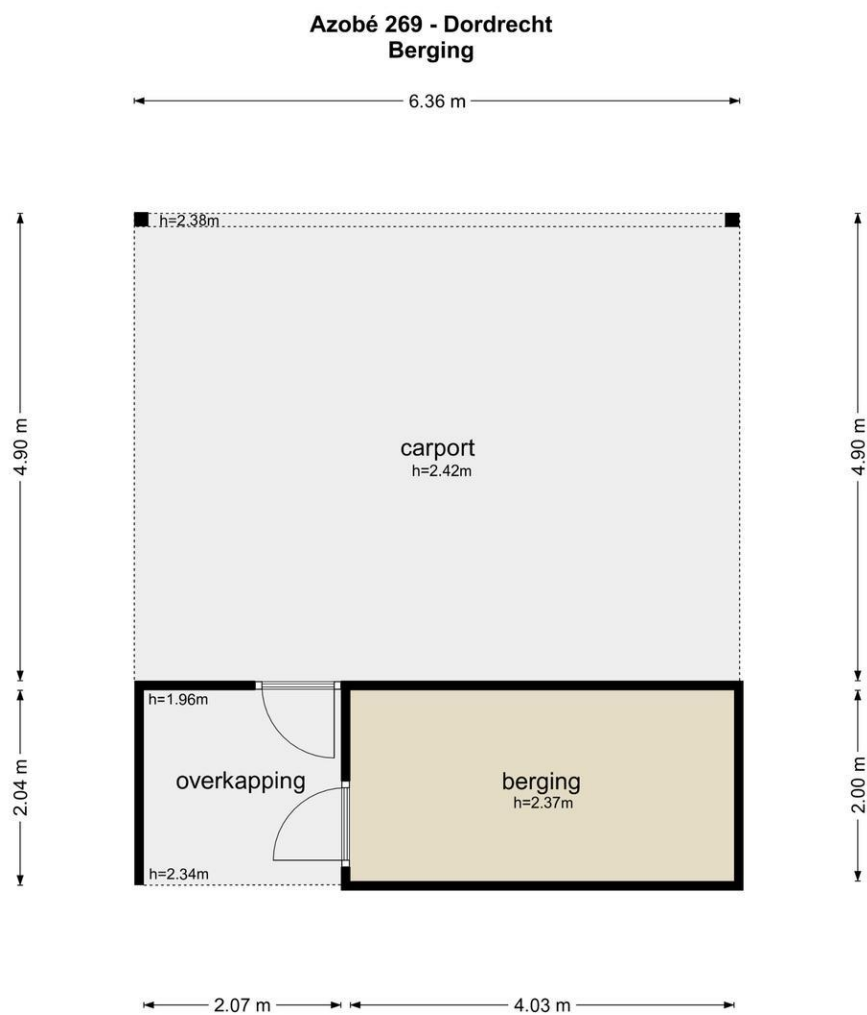 Azobé 269 - Dordrecht
Berging
6.36 m
h=2.38m
4.90 m
4.90 m
carport
h=2.42m
h=1.96m
overkapping
berging
h=2.37m
2.04 m
2.00 m
h=2.34m
2.07 m
4.03 m